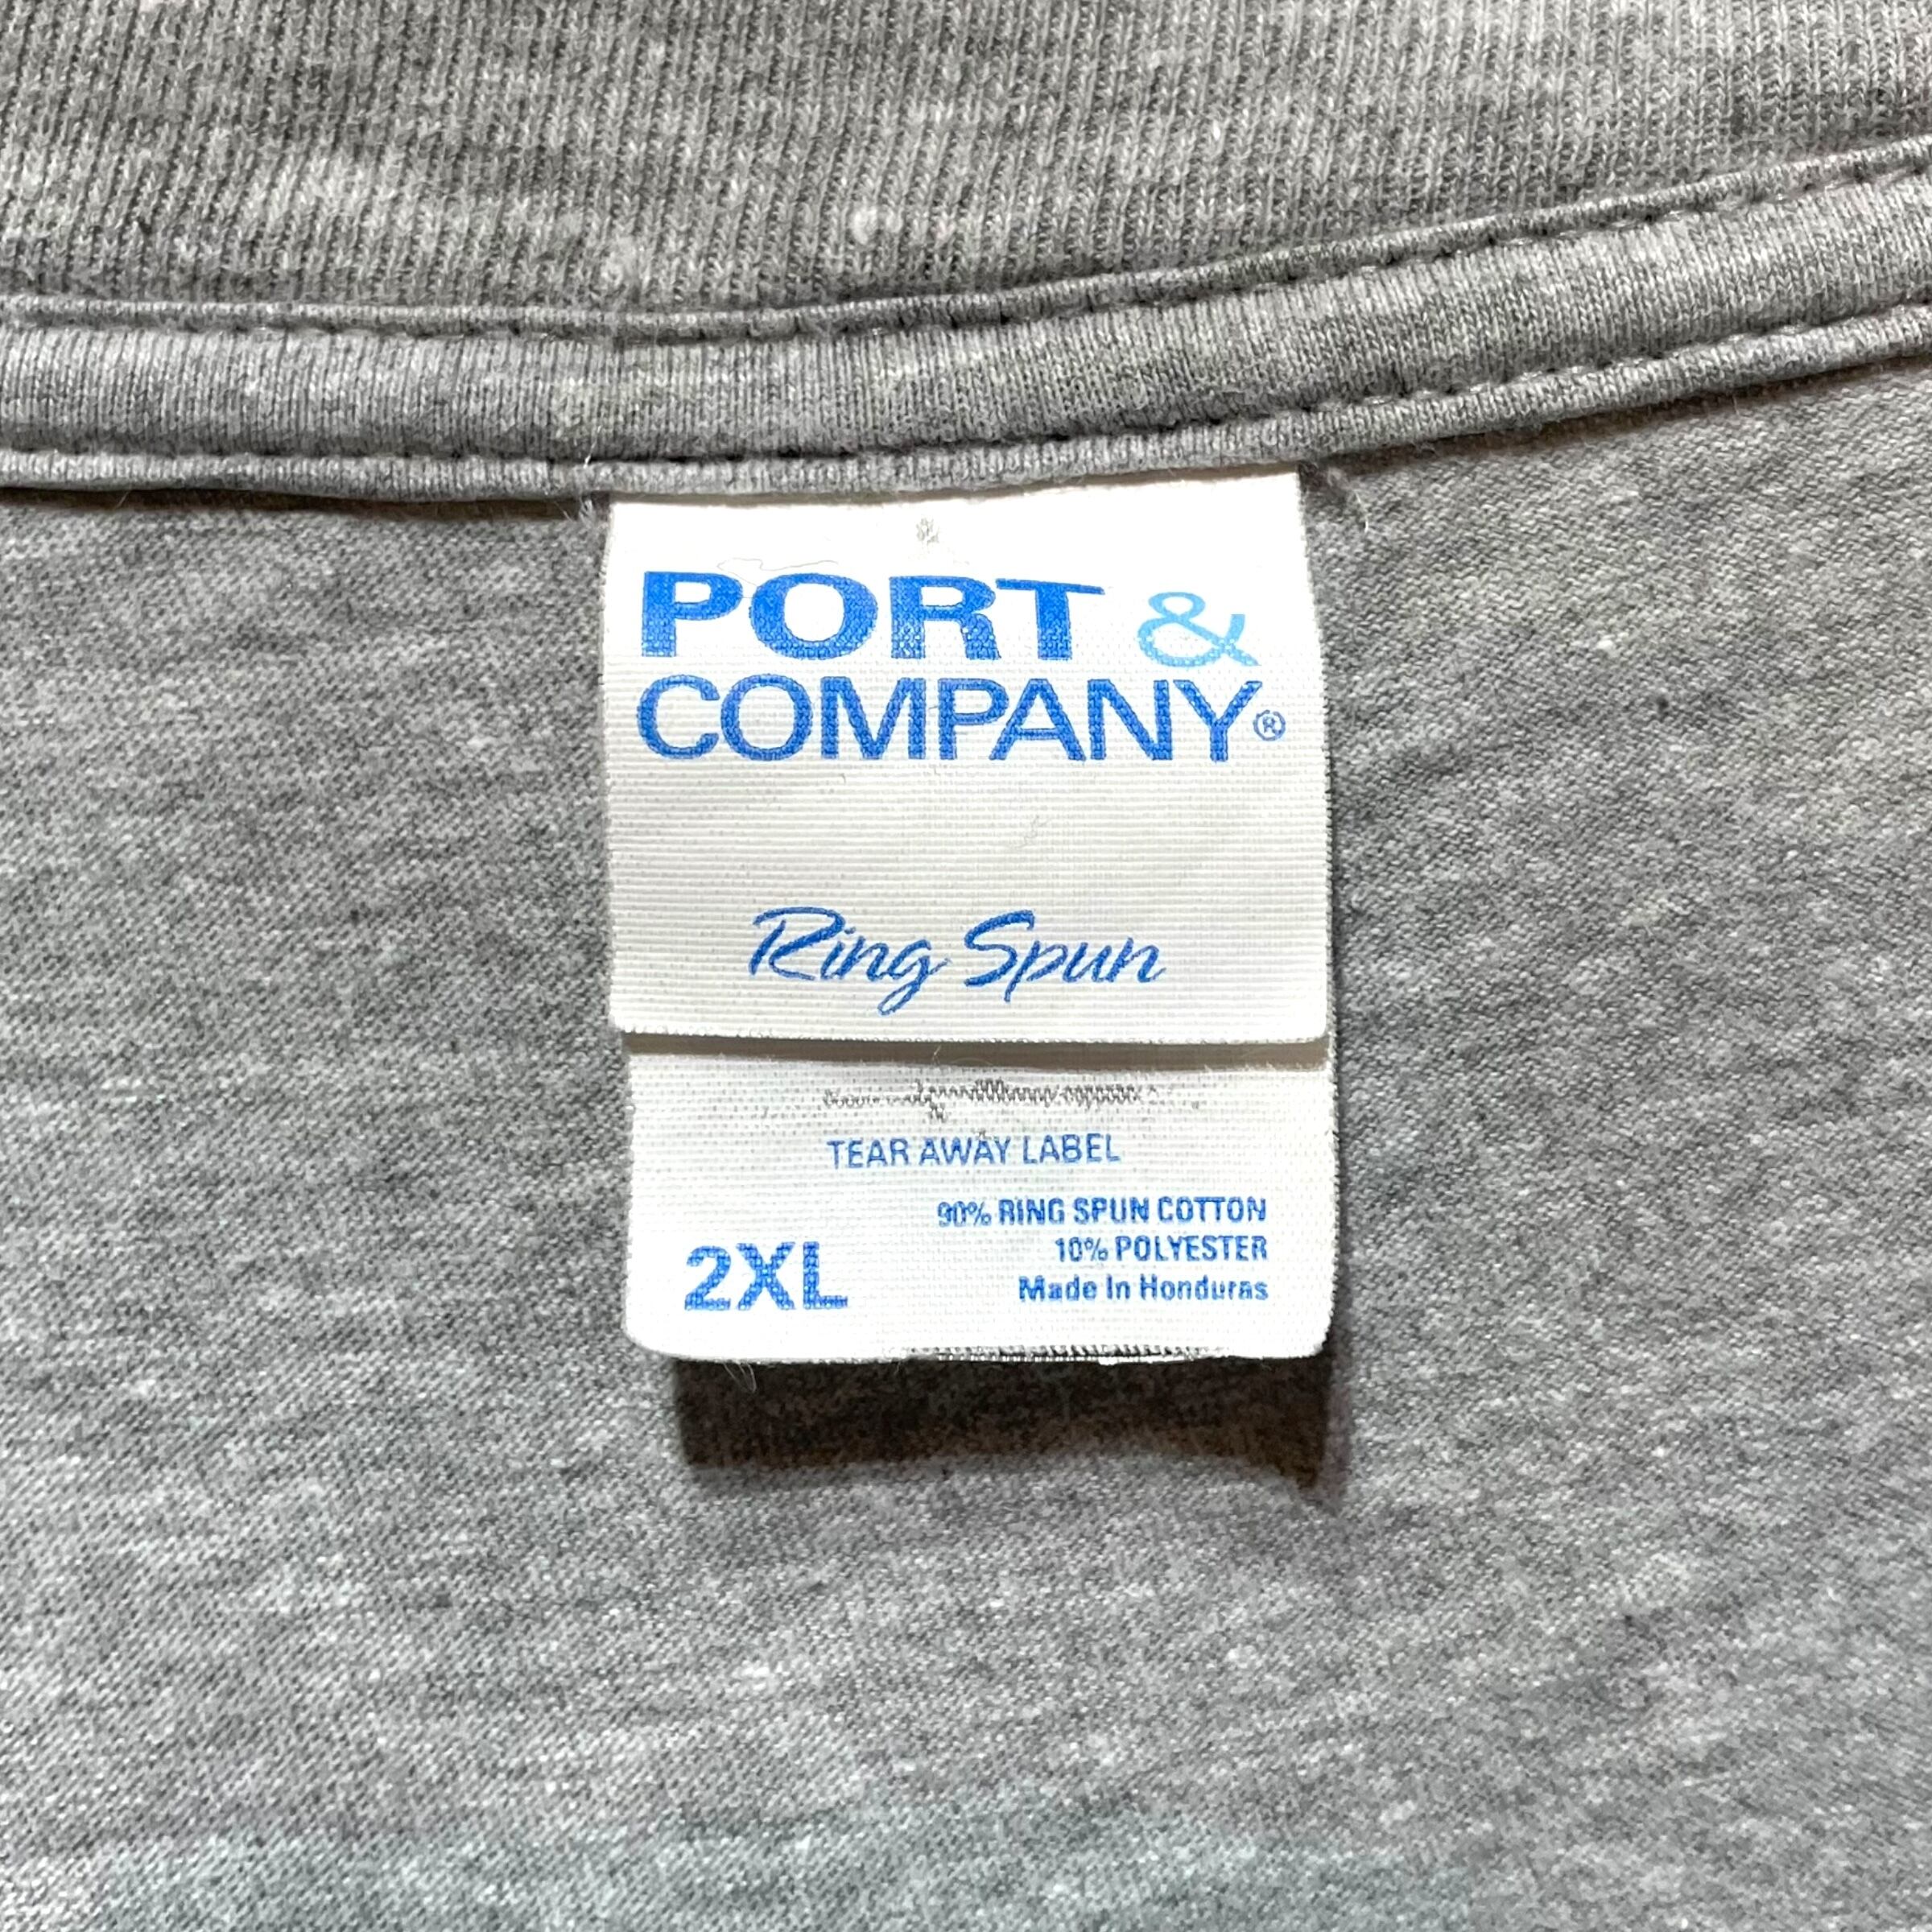 PORT &
COMPANY®
Ring Spun
TEAR AWAY LABEL
90% RING SPUN COTTON
10% POLYESTER
2XL
Made In Honduras